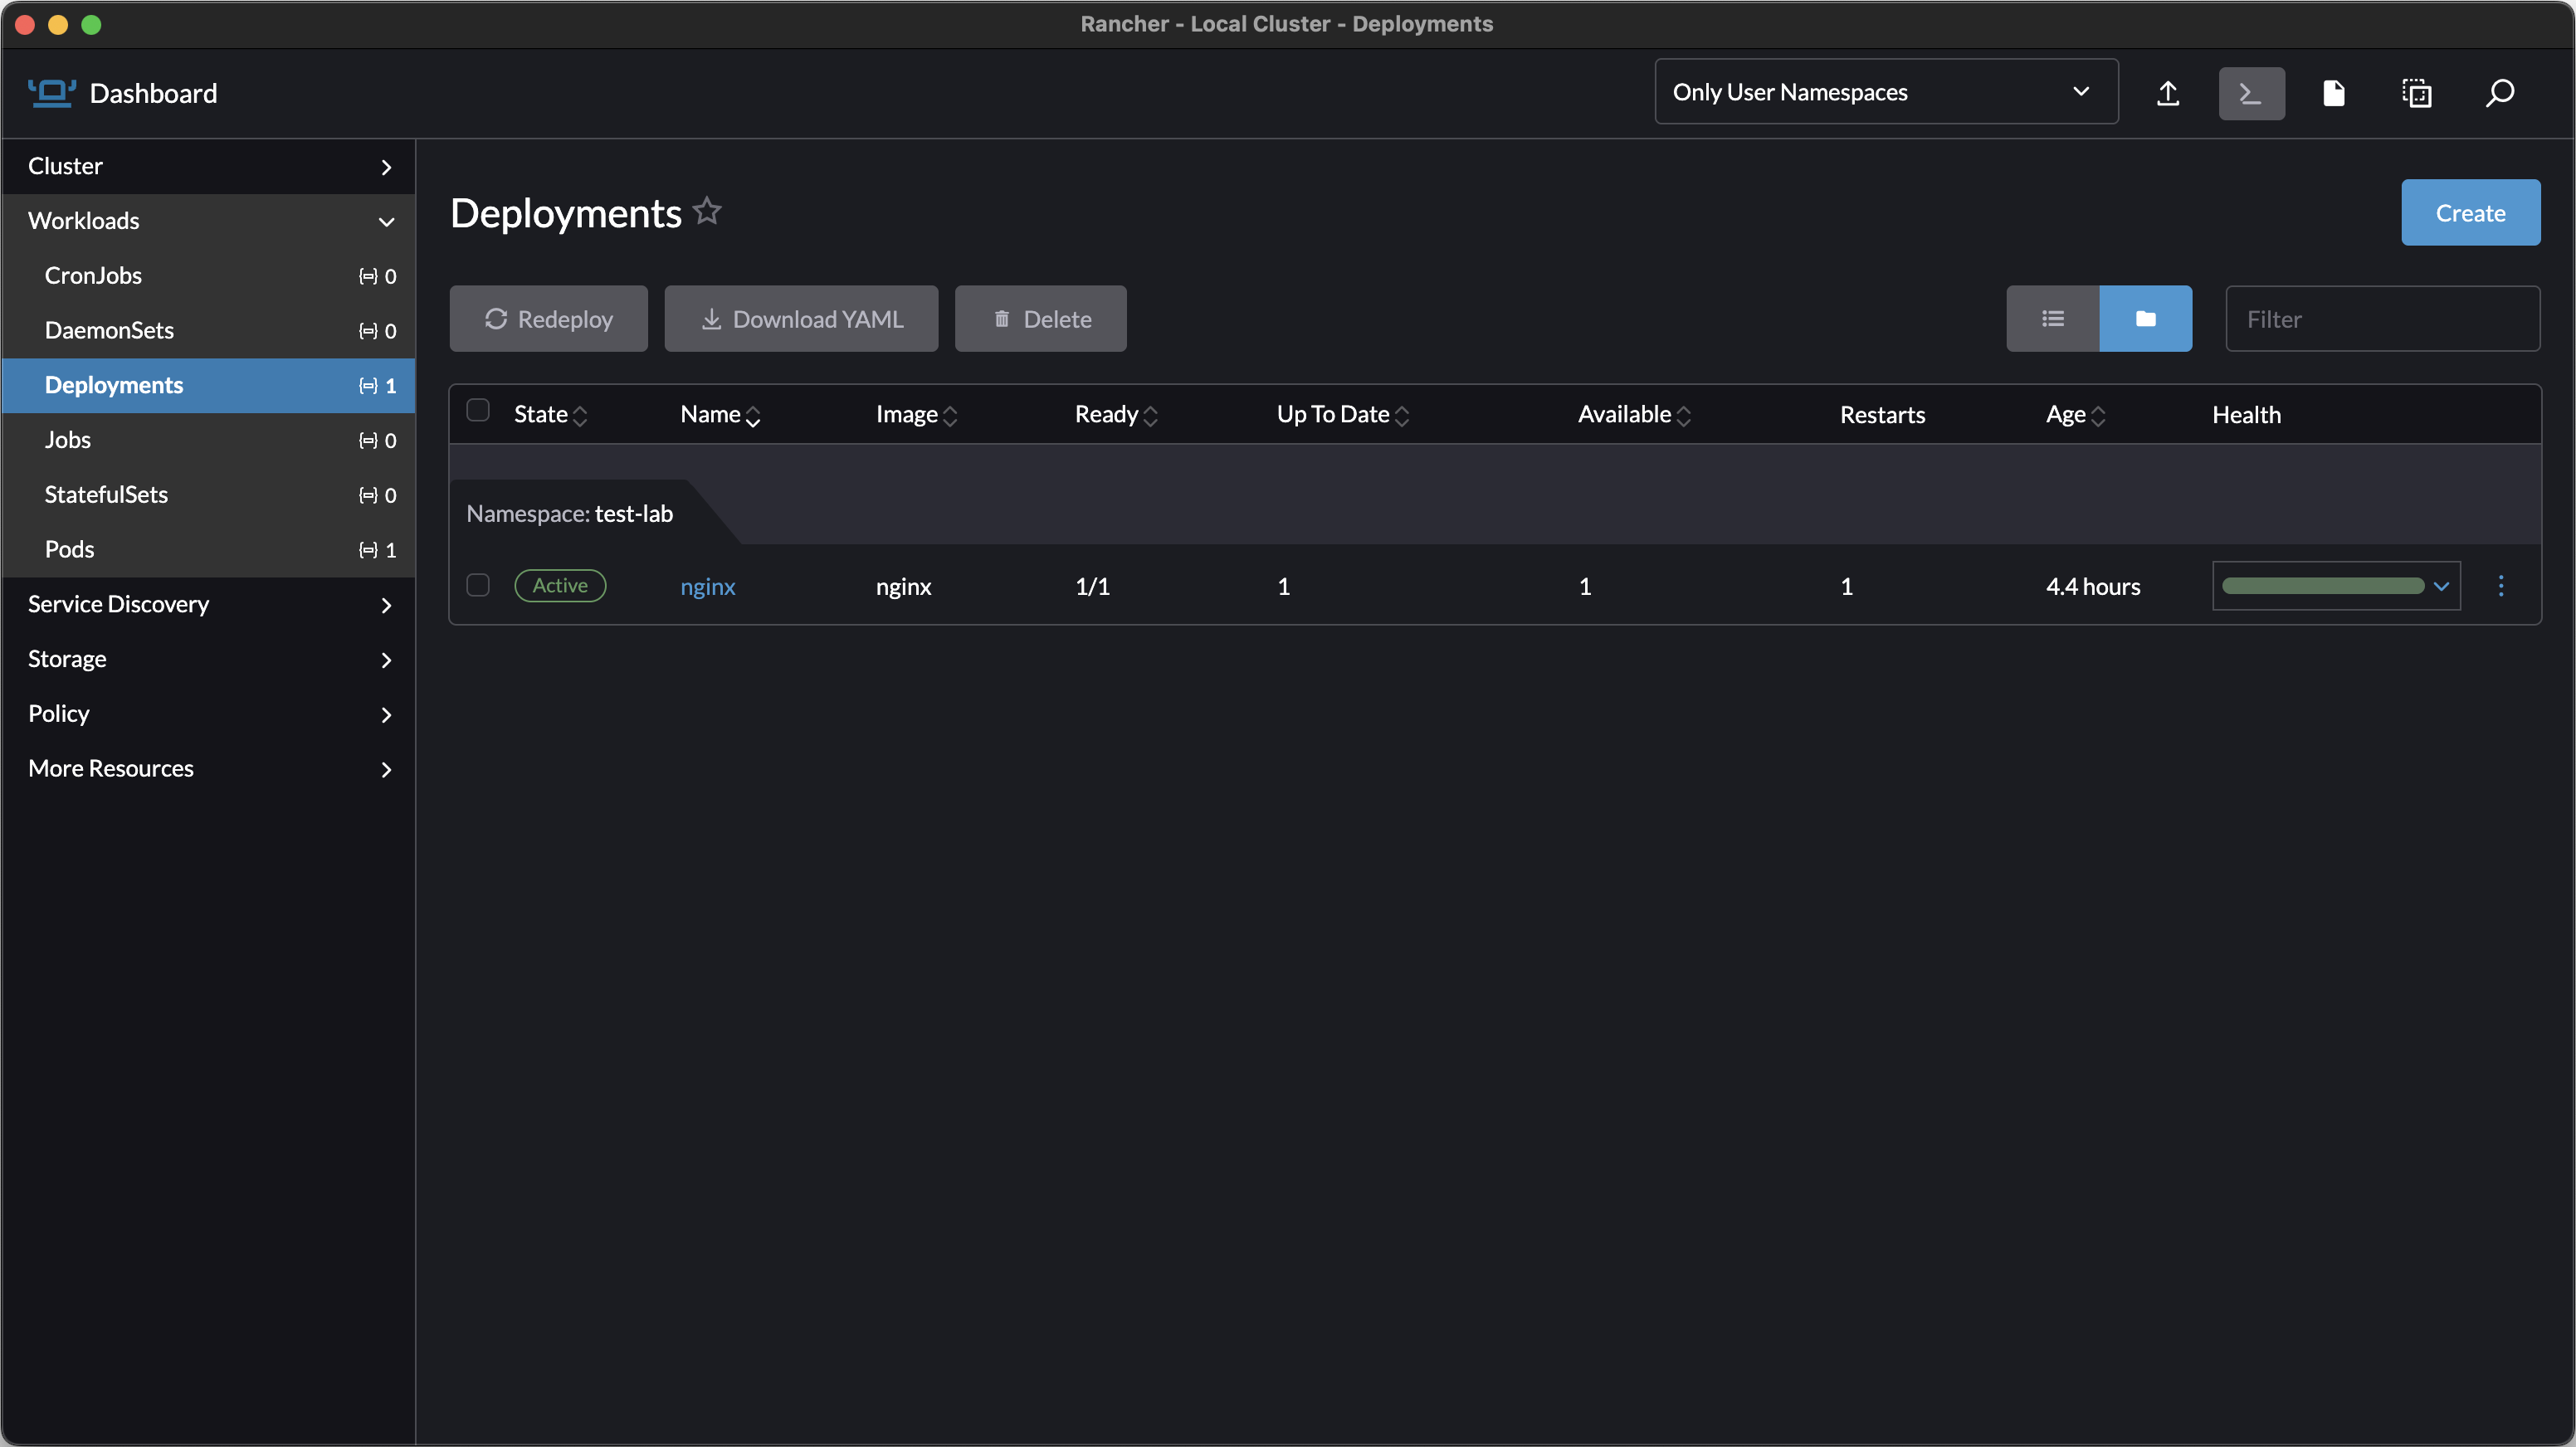 Rancher - Local Cluster - Deployments
Dashboard
Only User Namespaces
Cluster
Workloads
CronJobs 0
DaemonSets 0
Deployments 1
Jobs 0
StatefulSets 0
Pods 1
Service Discovery
Storage
Policy
More Resources
Deployments
Create
Redeploy Download YAML Delete
Filter
State Name Image Ready Up To Date Available Restarts Age Health
Namespace: test-lab
Active nginx nginx 1/1 1 1 1 4.4 hours